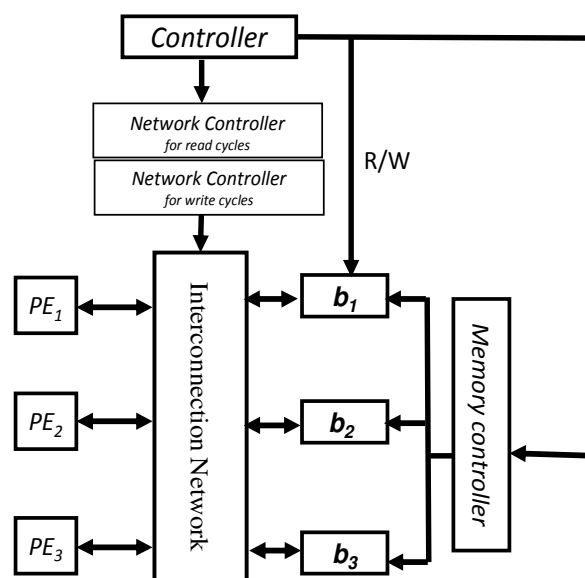 Controller
Network Controller
for read cycles
Network Controller
for write cycles
R/W
Interconnection Network
PE1
b1
PE2
b2
PE3
b3
Memory controller